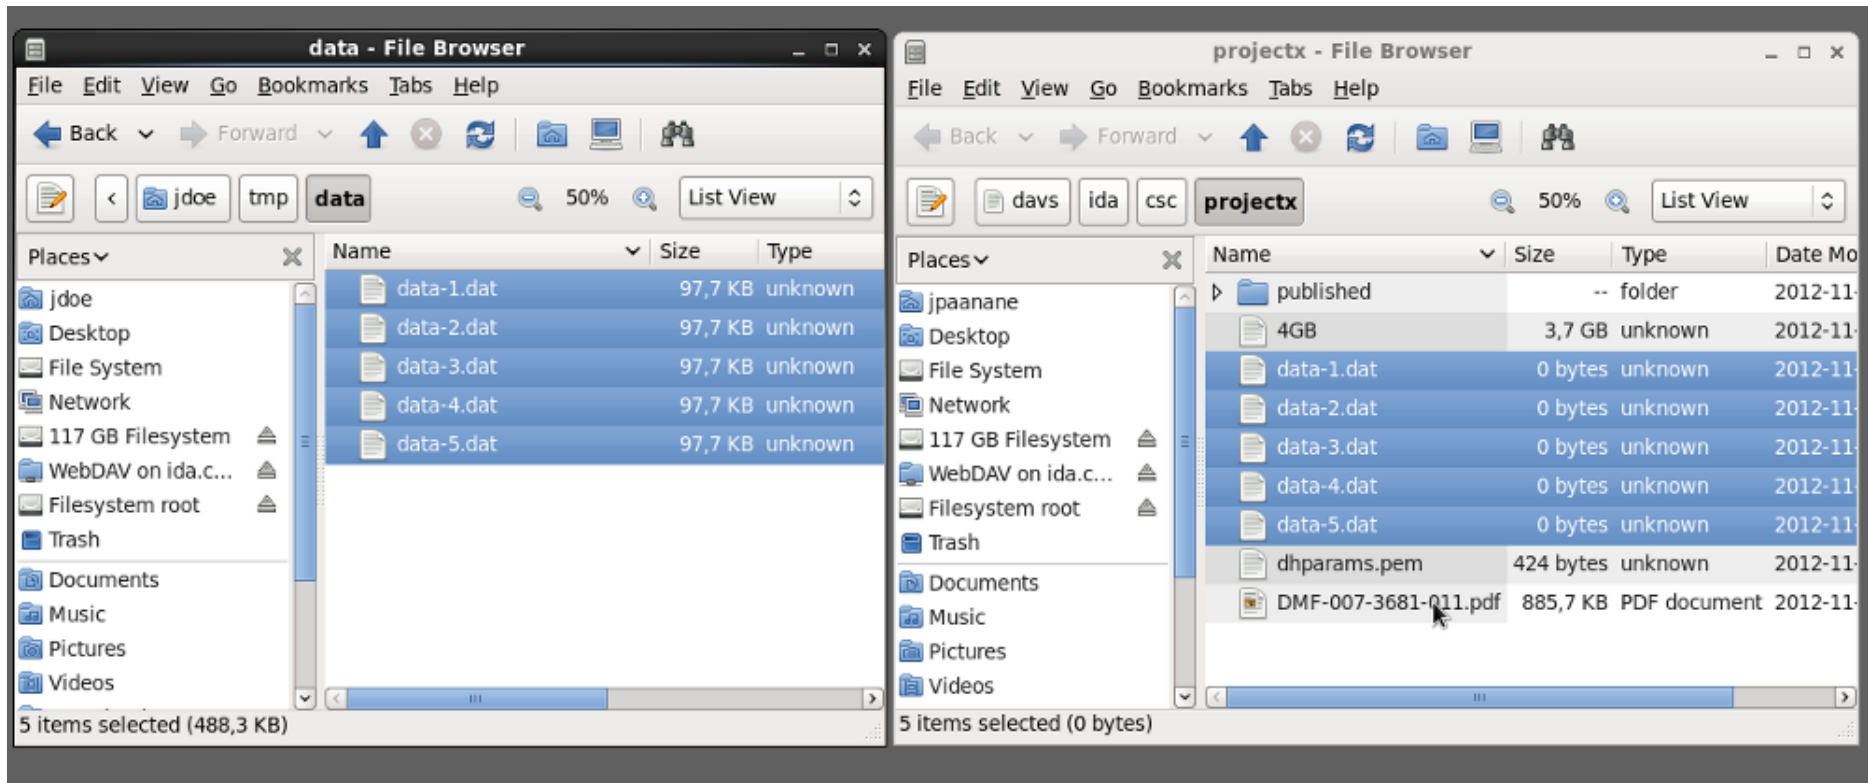 data - File Browser
File Edit View Go Bookmarks Tabs Help
Back Forward
< jdoe tmp data 50% List View
Places Name Size Type
jdoe
Desktop
File System
Network
117 GB Filesystem
WebDAV on ida.c...
Filesystem root
Trash
Documents
Music
Pictures
Videos
data-1.dat 97,7 KB unknown
data-2.dat 97,7 KB unknown
data-3.dat 97,7 KB unknown
data-4.dat 97,7 KB unknown
data-5.dat 97,7 KB unknown
5 items selected (488,3 KB)
projectx - File Browser
File Edit View Go Bookmarks Tabs Help
Back Forward
davs ida csc projectx 50% List View
Places Name Size Type Date Mo
jpaanane
Desktop
File System
Network
117 GB Filesystem
WebDAV on ida.c...
Filesystem root
Trash
Documents
Music
Pictures
Videos
published -- folder 2012-11-
4GB 3,7 GB unknown 2012-11-
data-1.dat 0 bytes unknown 2012-11-
data-2.dat 0 bytes unknown 2012-11-
data-3.dat 0 bytes unknown 2012-11-
data-4.dat 0 bytes unknown 2012-11-
data-5.dat 0 bytes unknown 2012-11-
dhparams.pem 424 bytes unknown 2012-11-
DMF-007-3681-011.pdf 885,7 KB PDF document 2012-11-
5 items selected (0 bytes)